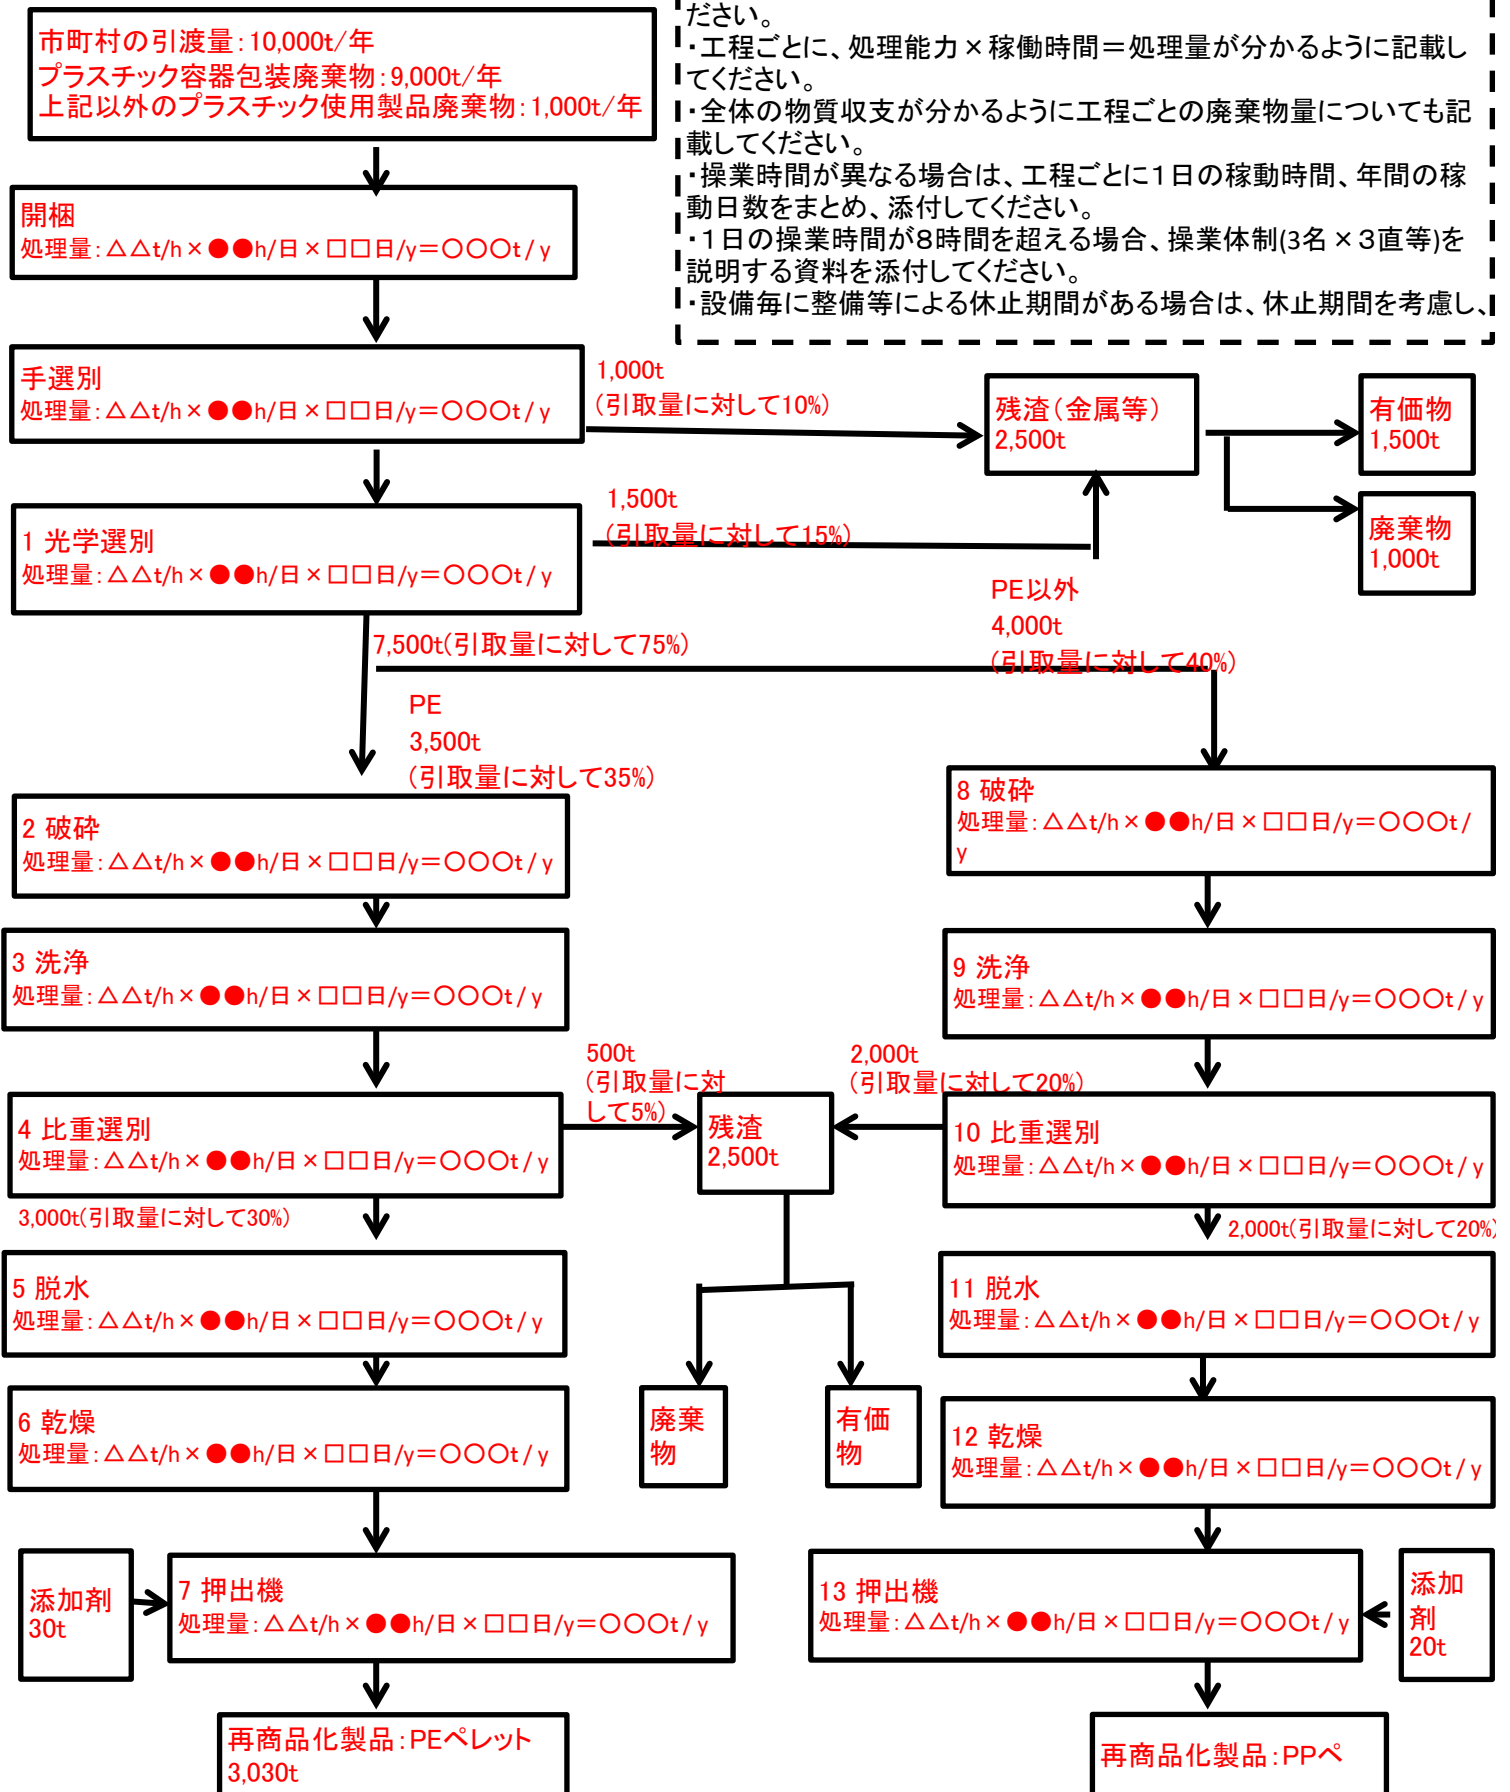 市町村の引渡量：10,000t/年
プラスチック容器包装廃棄物：9,000t/年
上記以外のプラスチック使用製品廃棄物：1,000t/年
ださい。
・工程ごとに、処理能力×稼働時間＝処理量が分かるように記載し
てください。
・全体の物質収支が分かるように工程ごとの廃棄物量についても記
載してください。
・操業時間が異なる場合は、工程ごとに１日の稼動時間、年間の稼
動日数をまとめ、添付してください。
・１日の操業時間が８時間を超える場合、操業体制(3名×３直等)を
説明する資料を添付してください。
・設備毎に整備等による休止期間がある場合は、休止期間を考慮し、
開梱
処理量：△△t/h×●●h/日×□□日/y＝〇〇〇t/y
手選別
処理量：△△t/h×●●h/日×□□日/y＝〇〇〇t/y
1,000t
（引取量に対して10%）
残渣（金属等）
2,500t
有価物
1,500t
廃棄物
1,000t
1 光学選別
処理量：△△t/h×●●h/日×□□日/y＝〇〇〇t/y
1,500t
（引取量に対して15%）
7,500t(引取量に対して75%)
PE以外
4,000t
（引取量に対して40%）
PE
3,500t
（引取量に対して35%）
2 破砕
処理量：△△t/h×●●h/日×□□日/y＝〇〇〇t/y
8 破砕
処理量：△△t/h×●●h/日×□□日/y＝〇〇〇t/
y
3 洗浄
処理量：△△t/h×●●h/日×□□日/y＝〇〇〇t/y
9 洗浄
処理量：△△t/h×●●h/日×□□日/y＝〇〇〇t/y
4 比重選別
処理量：△△t/h×●●h/日×□□日/y＝〇〇〇t/y
500t
（引取量に対
して5%）
残渣
2,500t
2,000t
（引取量に対して20%）
10 比重選別
処理量：△△t/h×●●h/日×□□日/y＝〇〇〇t/y
3,000t(引取量に対して30%)
2,000t(引取量に対して20%)
5 脱水
処理量：△△t/h×●●h/日×□□日/y＝〇〇〇t/y
11 脱水
処理量：△△t/h×●●h/日×□□日/y＝〇〇〇t/y
6 乾燥
処理量：△△t/h×●●h/日×□□日/y＝〇〇〇t/y
廃棄
物
有価
物
12 乾燥
処理量：△△t/h×●●h/日×□□日/y＝〇〇〇t/y
添加剤
30t
7 押出機
処理量：△△t/h×●●h/日×□□日/y＝〇〇〇t/y
13 押出機
処理量：△△t/h×●●h/日×□□日/y＝〇〇〇t/y
添加
剤
20t
再商品化製品：PEペレット
3,030t
再商品化製品：PPペ